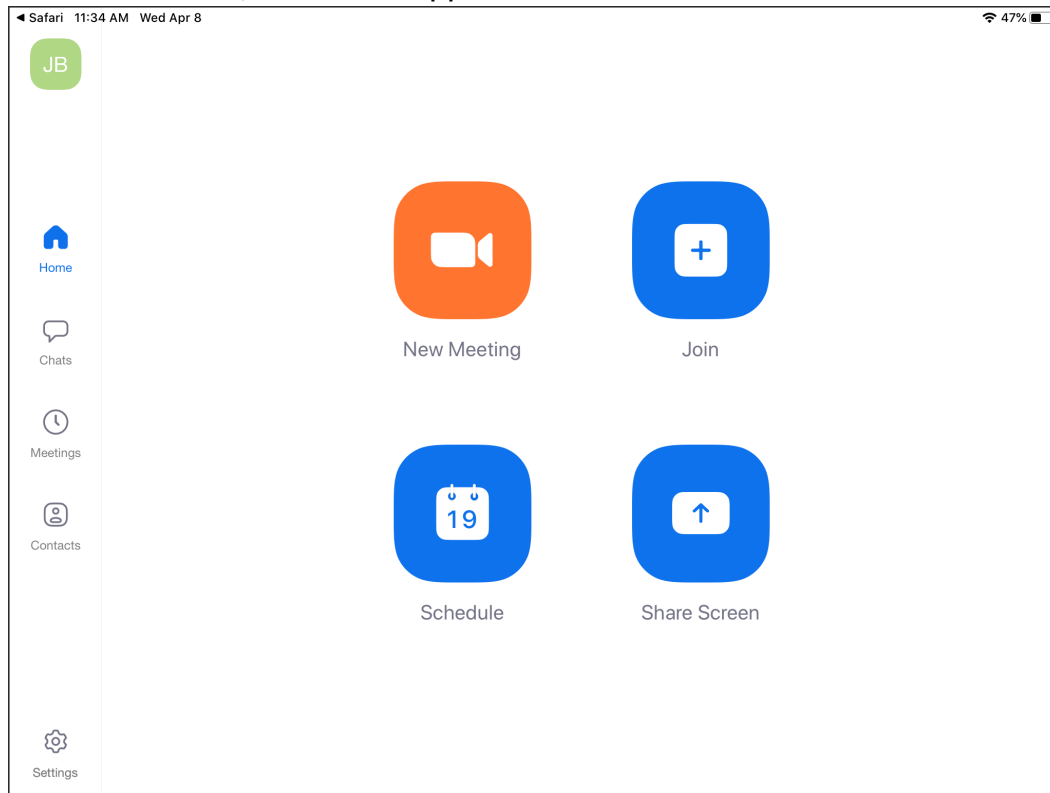 ◄ Safari 11:34 AM Wed Apr 8 47%
JB
Home
Chats
Meetings
Contacts
Settings
New Meeting Join
19
Schedule Share Screen